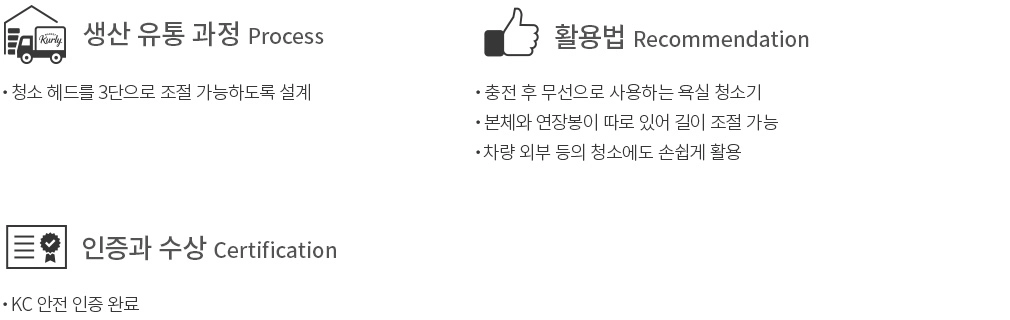 Kurly
생산 유통 과정 Process
• 청소 헤드를 3단으로 조절 가능하도록 설계
활용법 Recommendation
• 충전 후 무선으로 사용하는 욕실 청소기
• 본체와 연장봉이 따로 있어 길이 조절 가능
• 차량 외부 등의 청소에도 손쉽게 활용
인증과 수상 Certification
• KC 안전 인증 완료